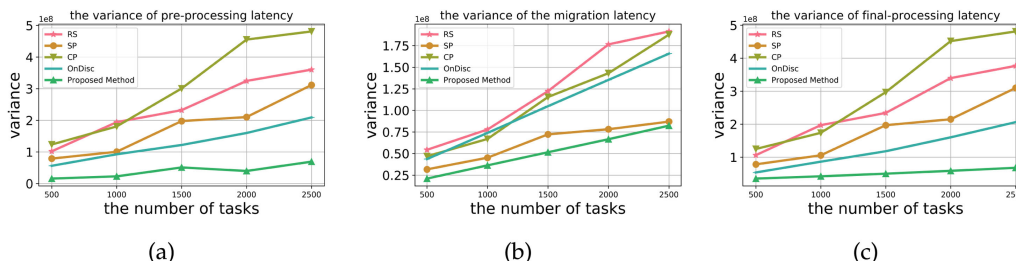 the variance of pre-processing latency
1e8
5
4
3
2
1
0
variance
RS
SP
CP
OnDisc
Proposed Method
500 1000 1500 2000 2500
the number of tasks
(a)
the variance of the migration latency
1e8
1.75
1.50
1.25
1.00
0.75
0.50
0.25
variance
RS
SP
CP
OnDisc
Proposed Method
500 1000 1500 2000 2500
the number of tasks
(b)
the variance of final-processing latency
1e8
5
4
3
2
1
variance
RS
SP
CP
OnDisc
Proposed Method
500 1000 1500 2000 2500
the number of tasks
(c)